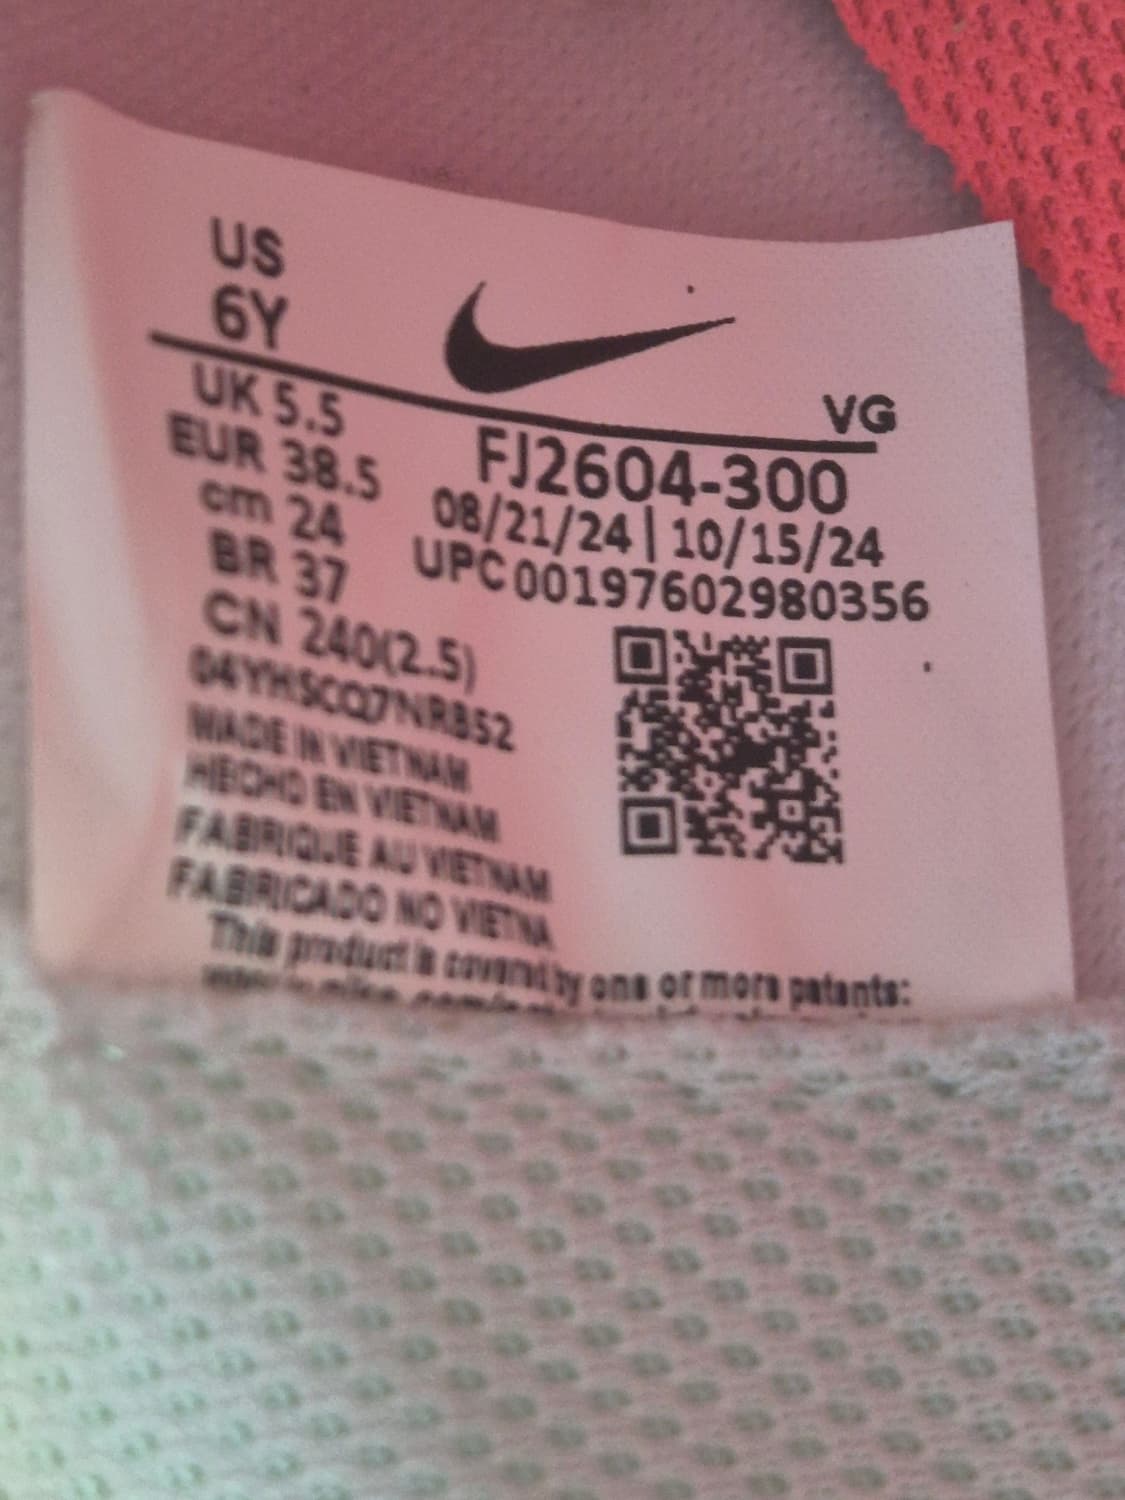 US
6Y
UK 5.5
EUR 38.5
cm 24
BR 37
CN 240(2.5)
04YHSCQ7NRB52
MADE IN VIETNAM
HECHO EN VIETNAM
FABRIQUE AU VIETNAM
FABRICADO NO VIETNA
VG
FJ2604-300
08/21/24 | 10/15/24
UPC 00197602980356
This product is covered by one or more patents: